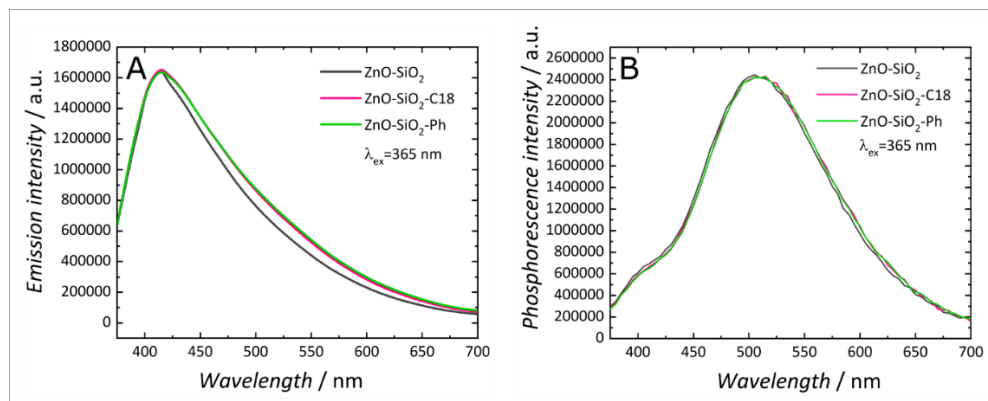 A
ZnO-SiO₂
ZnO-SiO₂-C18
ZnO-SiO₂-Ph
λex=365 nm
1800000
1600000
1400000
1200000
1000000
800000
600000
400000
200000
0
400 450 500 550 600 650 700
Emission intensity / a.u.
Wavelength / nm
B
ZnO-SiO₂
ZnO-SiO₂-C18
ZnO-SiO₂-Ph
λex=365 nm
2600000
2400000
2200000
2000000
1800000
1600000
1400000
1200000
1000000
800000
600000
400000
200000
0
400 450 500 550 600 650 700
Phosphorescence intensity / a.u.
Wavelength / nm